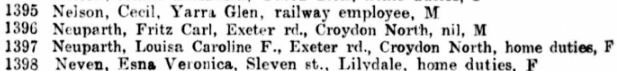 1395 Neison, Cecil, Yarra Glen, railway employee, M
1396 Neuparth, Fritz Carl, Exeter rd., Croydon North, nil, M
1397 Neuparth, Louisa Caroline F., Exeter rd., Croydon North, home duties, F
1398 Neven, Esna Veronica, Sleven st., Lilydale, home duties, F